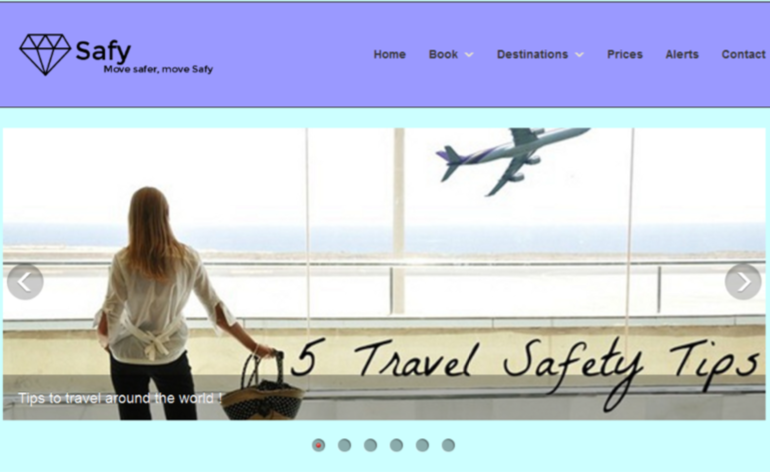 Safy
Move safer, move Safy
Home Book Destinations Prices Alerts Contact
5 Travel Safety Tips
Tips to travel around the world !